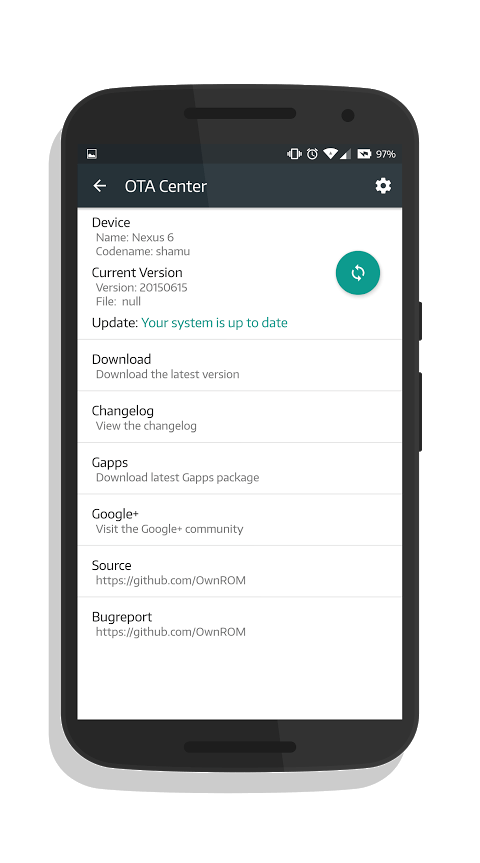 97%
OTA Center
Device
Name: Nexus 6
Codename: shamu
Current Version
Version: 20150615
File: null
Update: Your system is up to date
Download
Download the latest version
Changelog
View the changelog
Gapps
Download latest Gapps package
Google+
Visit the Google+ community
Source
https://github.com/OwnROM
Bugreport
https://github.com/OwnROM